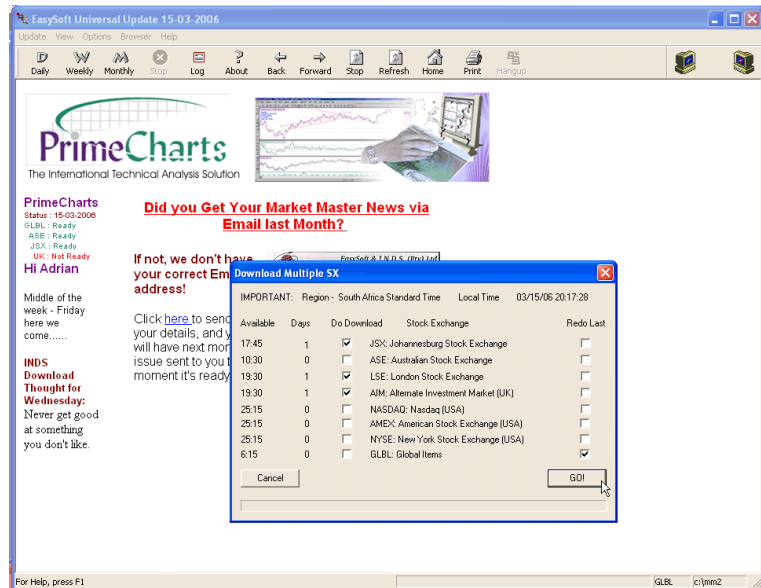 EasySoft Universal Update 15-03-2006
Update View Options Browser Help
Daily Weekly Monthly Stop Log About Back Forward Stop Refresh Home Print Hangup
PrimeCharts
The International Technical Analysis Solution
PrimeCharts
Status : 15-03-2006
GLBL : Ready
ASE : Ready
JSX : Ready
UK : Not Ready
Hi Adrian
Middle of the
week - Friday
here we
come......
INDS
Download
Thought for
Wednesday:
Never get good
at something
you don't like.
Did you Get Your Market Master News via
Email last Month?
If not, we don't have
your correct Em
address!
EasySoft & I.N.D.S. (Pty) Ltd
Click here to send
your details, and y
will have next mon
issue sent to you t
moment it's ready
Download Multiple SX
IMPORTANT: Region - South Africa Standard Time Local Time 03/15/06 20:17:28
Available Days Do Download Stock Exchange Redo Last
17:45 1 JSX: Johannesburg Stock Exchange
10:30 0 ASE: Australian Stock Exchange
19:30 1 LSE: London Stock Exchange
19:30 1 AIM: Alternate Investment Market (UK)
25:15 0 NASDAQ: Nasdaq (USA)
25:15 0 AMEX: American Stock Exchange (USA)
25:15 0 NYSE: New York Stock Exchange (USA)
6:15 0 GLBL: Global Items
Cancel GO!
For Help, press F1
GLBL c:\mm2